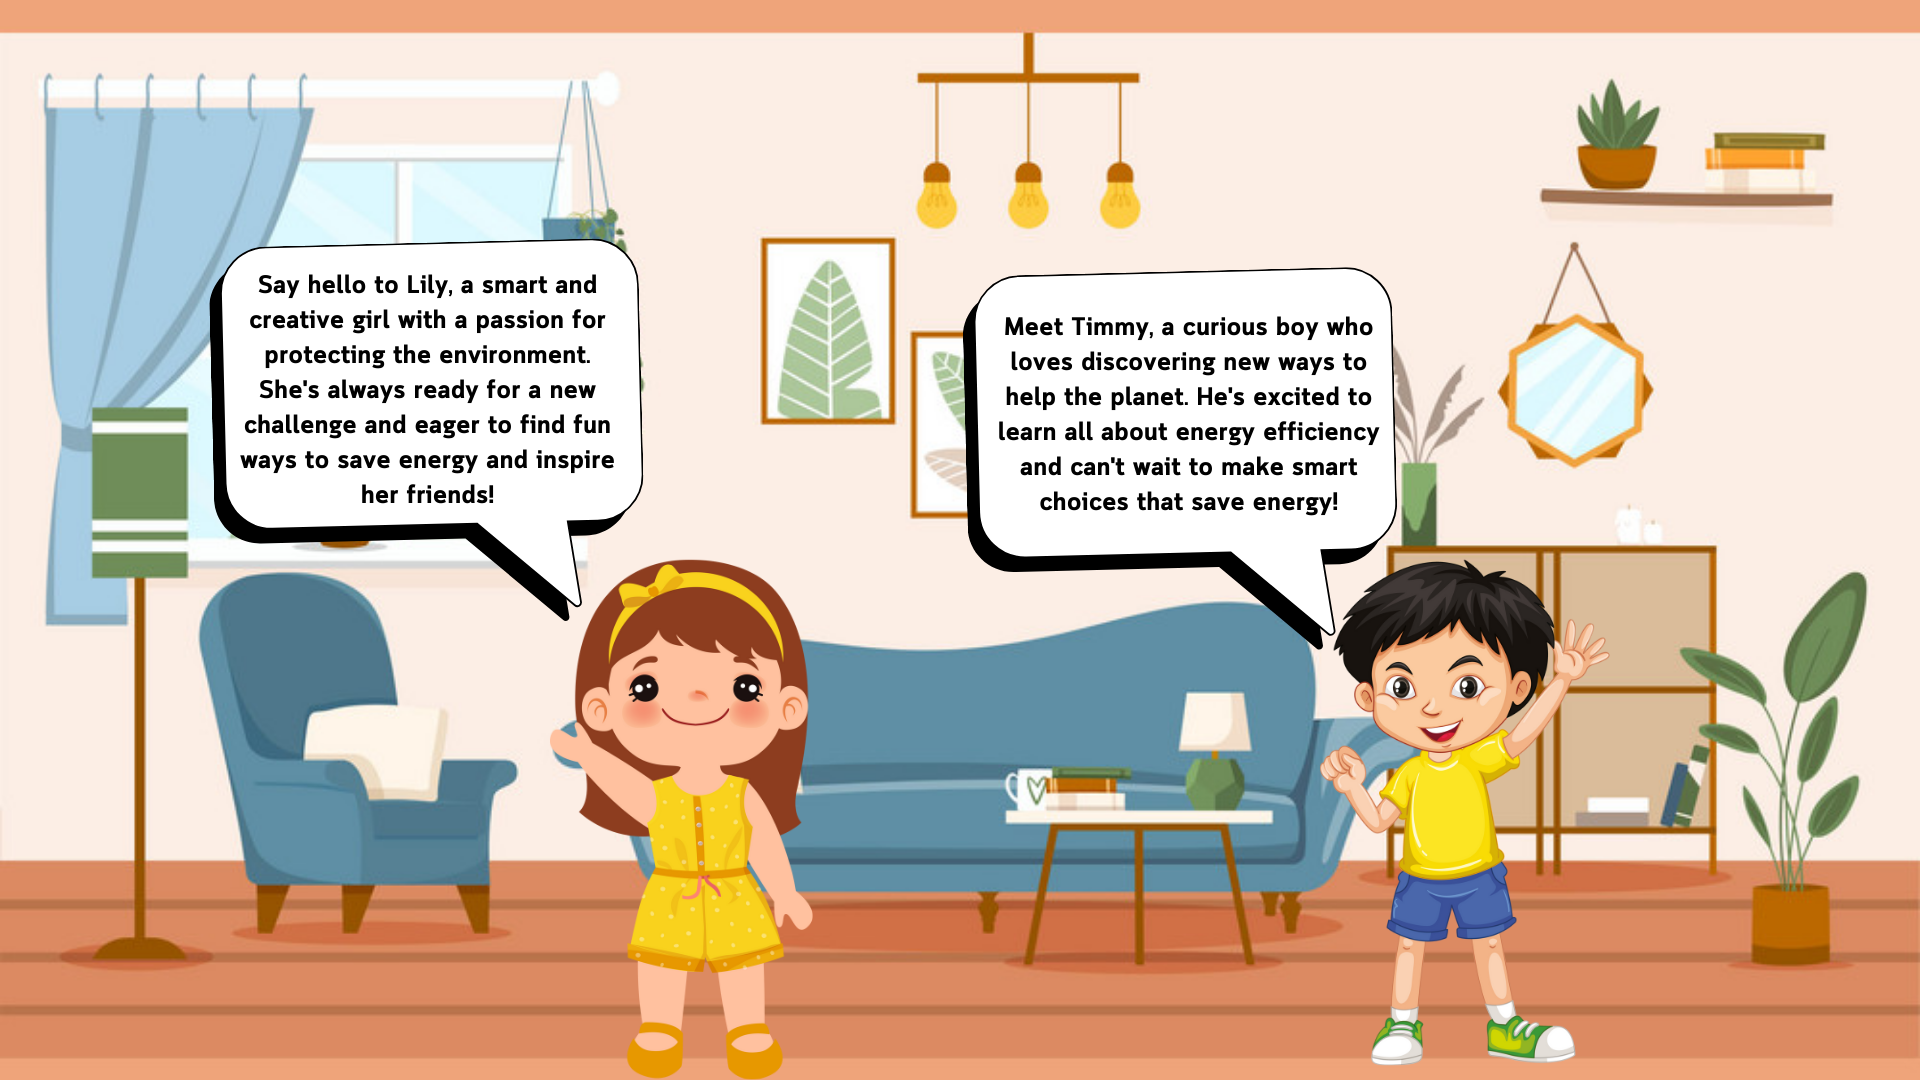 Say hello to Lily, a smart and
creative girl with a passion for
protecting the environment.
She's always ready for a new
challenge and eager to find fun
ways to save energy and inspire
her friends!
Meet Timmy, a curious boy who
loves discovering new ways to
help the planet. He's excited to
learn all about energy efficiency
and can't wait to make smart
choices that save energy!